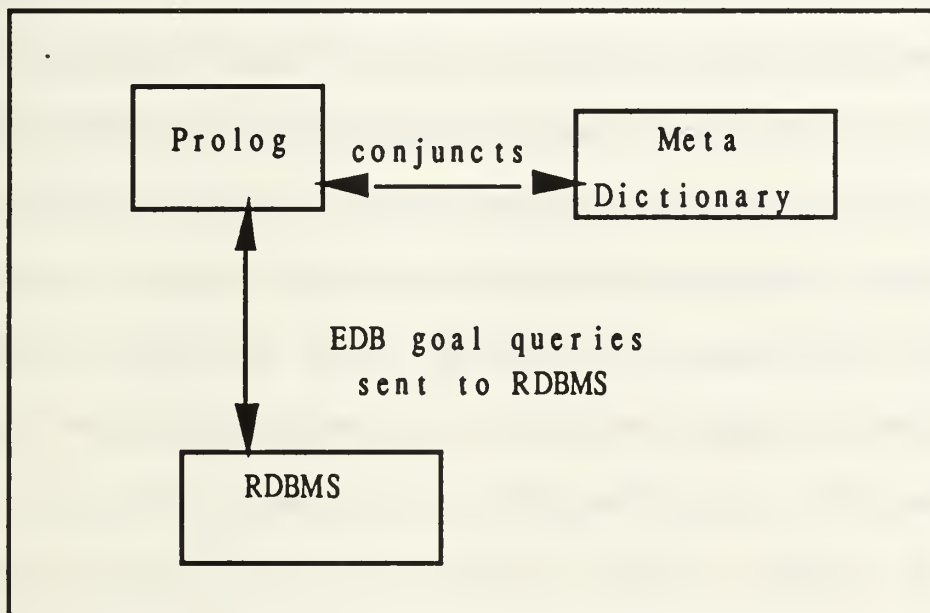 Prolog
conjuncts
Meta
Dictionary
EDB goal queries
sent to RDBMS
RDBMS